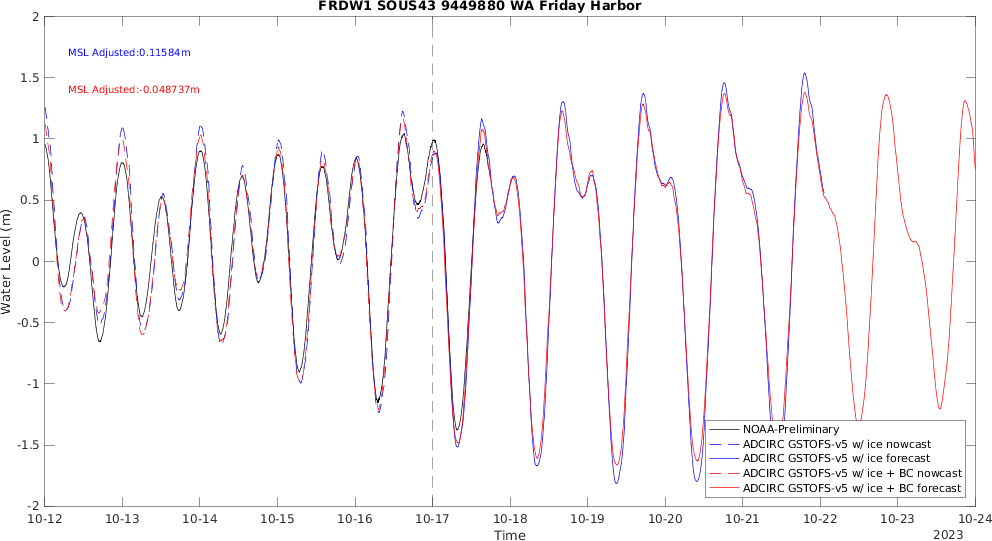 FRDW1 SOUS43 9449880 WA Friday Harbor
MSL Adjusted:0.11584m
MSL Adjusted:-0.048737m
Water Level (m)
2
1.5
1
0.5
0
-0.5
-1
-1.5
-2
NOAA-Preliminary
ADCIRC GSTOFS-v5 w/ ice nowcast
ADCIRC GSTOFS-v5 w/ ice forecast
ADCIRC GSTOFS-v5 w/ ice + BC nowcast
ADCIRC GSTOFS-v5 w/ ice + BC forecast
10-12 10-13 10-14 10-15 10-16 10-17 10-18 10-19 10-20 10-21 10-22 10-23 10-24
Time
2023